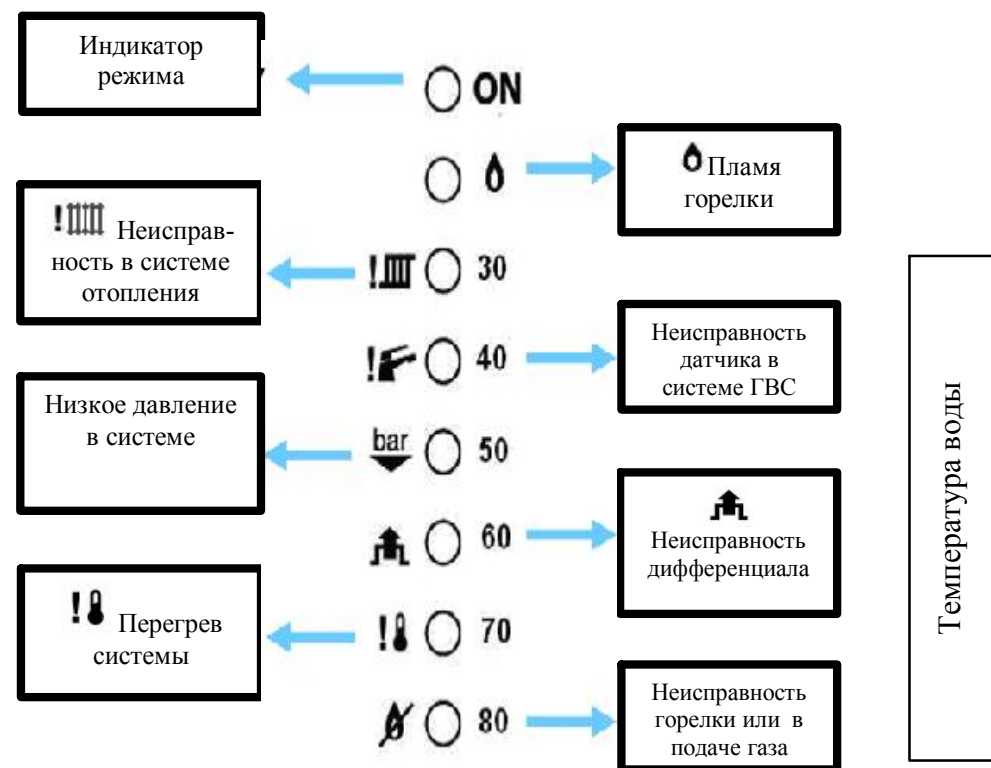 Индикатор
режима
ON
Пламя
горелки
! Неисправ-
ность в системе
отопления
! 30
! 40
Неисправность
датчика в
системе ГВС
Низкое давление
в системе
bar 50
60
Неисправность
дифференциала
! Перегрев
системы
! 70
80
Неисправность
горелки или в
подаче газа
Температура воды